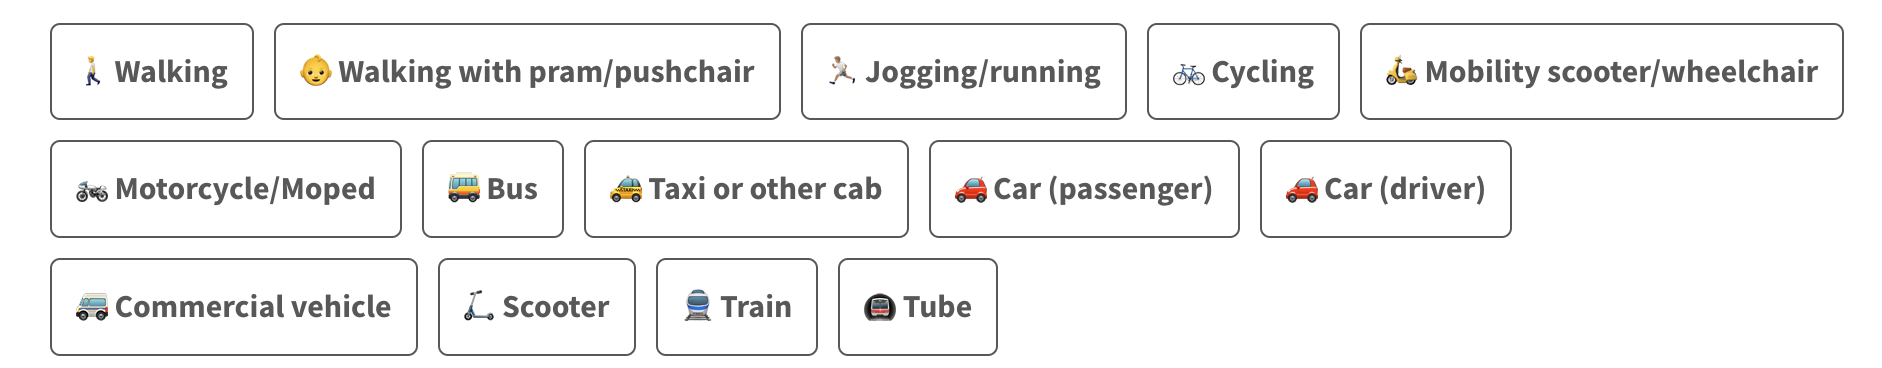 Walking Walking with pram/pushchair Jogging/running Cycling Mobility scooter/wheelchair
Motorcycle/Moped Bus Taxi or other cab Car (passenger) Car (driver)
Commercial vehicle Scooter Train Tube